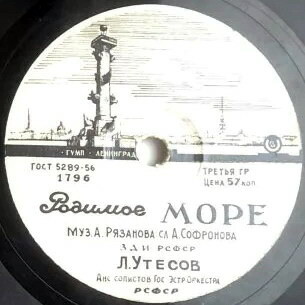 · ГУМП - ЛЕНИНГРАД ·
ГОСТ 5289-56
1796
ТРЕТЬЯ ГР
ЦЕНА 57 КОП
Родимое МОРЕ
МУЗ. А. РЯЗАНОВА СЛ А. СОФРОНОВА
З Д И РСФСР
Л. УТЕСОВ
АНС СОЛИСТОВ ГОС ЭСТР ОРКЕСТРА
РСФСР